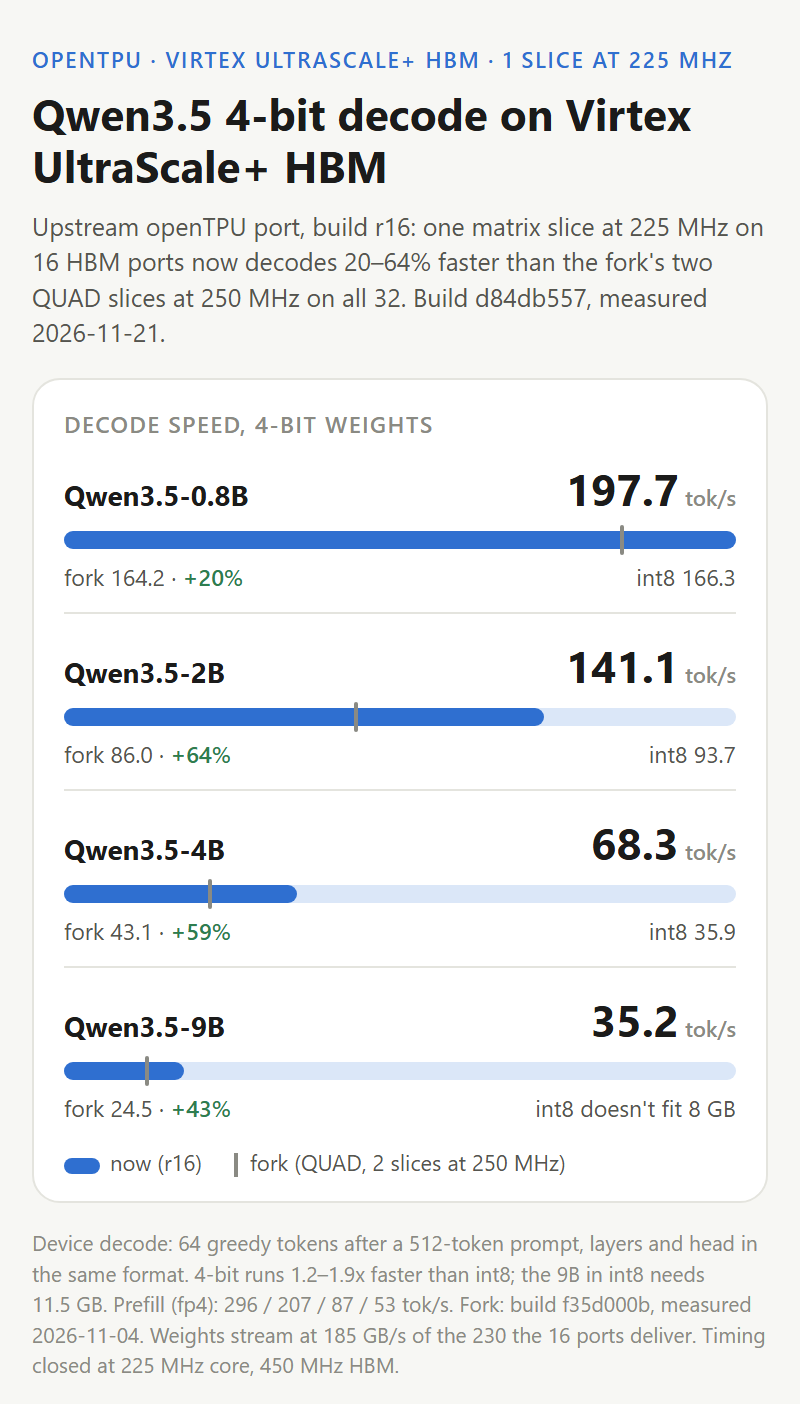 OPENTPU · VIRTEX ULTRASCALE+ HBM · 1 SLICE AT 225 MHZ
Qwen3.5 4-bit decode on Virtex
UltraScale+ HBM
Upstream openTPU port, build r16: one matrix slice at 225 MHz on
16 HBM ports now decodes 20–64% faster than the fork's two
QUAD slices at 250 MHz on all 32. Build d84db557, measured
2026-11-21.
DECODE SPEED, 4-BIT WEIGHTS
Qwen3.5-0.8B 197.7 tok/s
fork 164.2 · +20% int8 166.3
Qwen3.5-2B 141.1 tok/s
fork 86.0 · +64% int8 93.7
Qwen3.5-4B 68.3 tok/s
fork 43.1 · +59% int8 35.9
Qwen3.5-9B 35.2 tok/s
fork 24.5 · +43% int8 doesn't fit 8 GB
now (r16) fork (QUAD, 2 slices at 250 MHz)
Device decode: 64 greedy tokens after a 512-token prompt, layers and head in
the same format. 4-bit runs 1.2–1.9x faster than int8; the 9B in int8 needs
11.5 GB. Prefill (fp4): 296 / 207 / 87 / 53 tok/s. Fork: build f35d000b, measured
2026-11-04. Weights stream at 185 GB/s of the 230 the 16 ports deliver. Timing
closed at 225 MHz core, 450 MHz HBM.